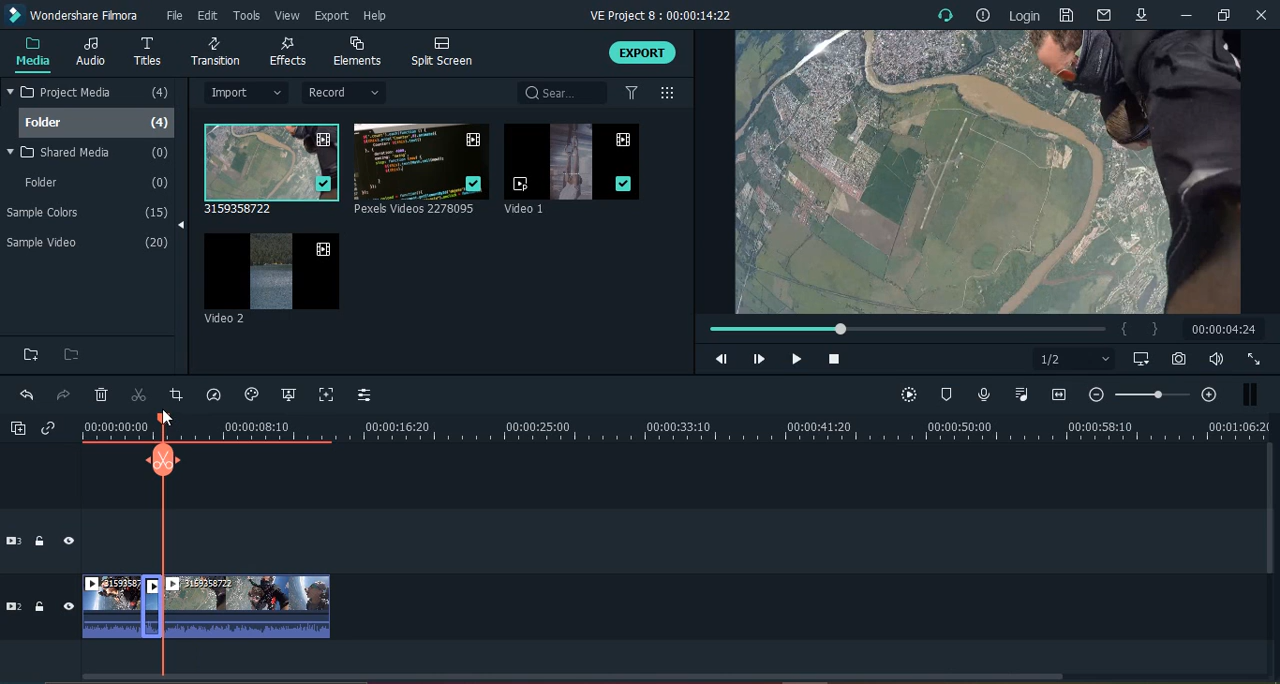 Wondershare Filmora File Edit Tools View Export Help VE Project 8 : 00:00:14:22 Login
Media Audio Titles Transition Effects Elements Split Screen EXPORT
Project Media (4)
Folder (4)
Shared Media (0)
Folder (0)
Sample Colors (15)
Sample Video (20)
Import Record Sear...
3159358722 Pexels Videos 2278095 Video 1
Video 2
{ } 00:00:04:24
1/2
00:00:00:00 00:00:08:10 00:00:16:20 00:00:25:00 00:00:33:10 00:00:41:20 00:00:50:00 00:00:58:10 00:01:06:20
3
2
3159358722